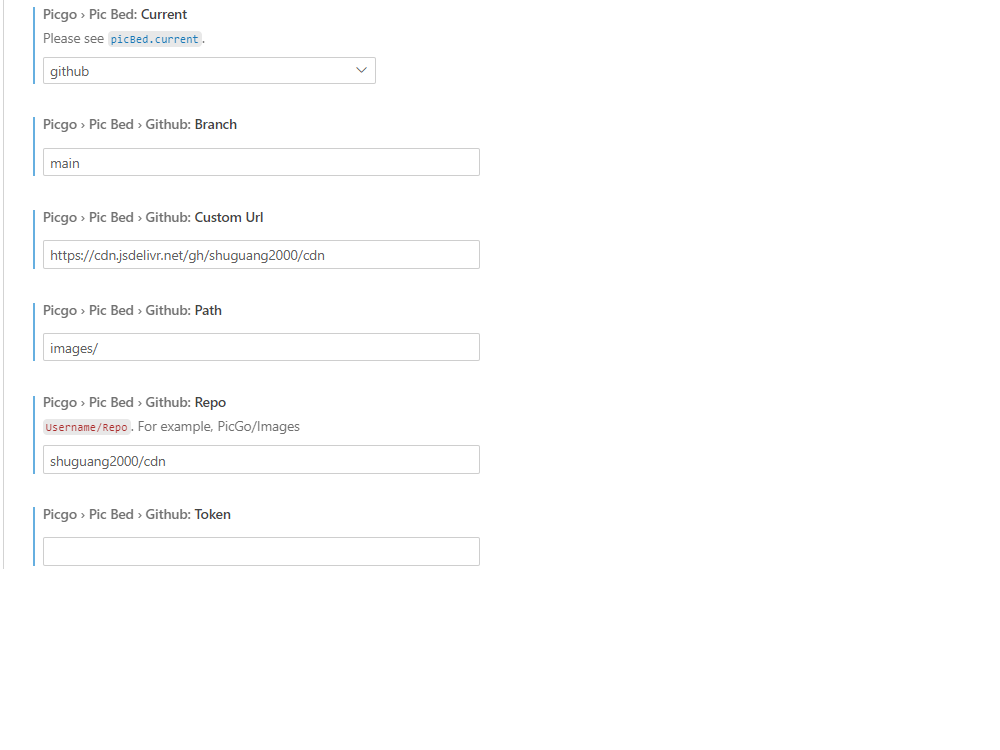 Picgo › Pic Bed: Current
Please see picBed.current.
github
Picgo › Pic Bed › Github: Branch
main
Picgo › Pic Bed › Github: Custom Url
https://cdn.jsdelivr.net/gh/shuguang2000/cdn
Picgo › Pic Bed › Github: Path
images/
Picgo › Pic Bed › Github: Repo
Username/Repo. For example, PicGo/Images
shuguang2000/cdn
Picgo › Pic Bed › Github: Token